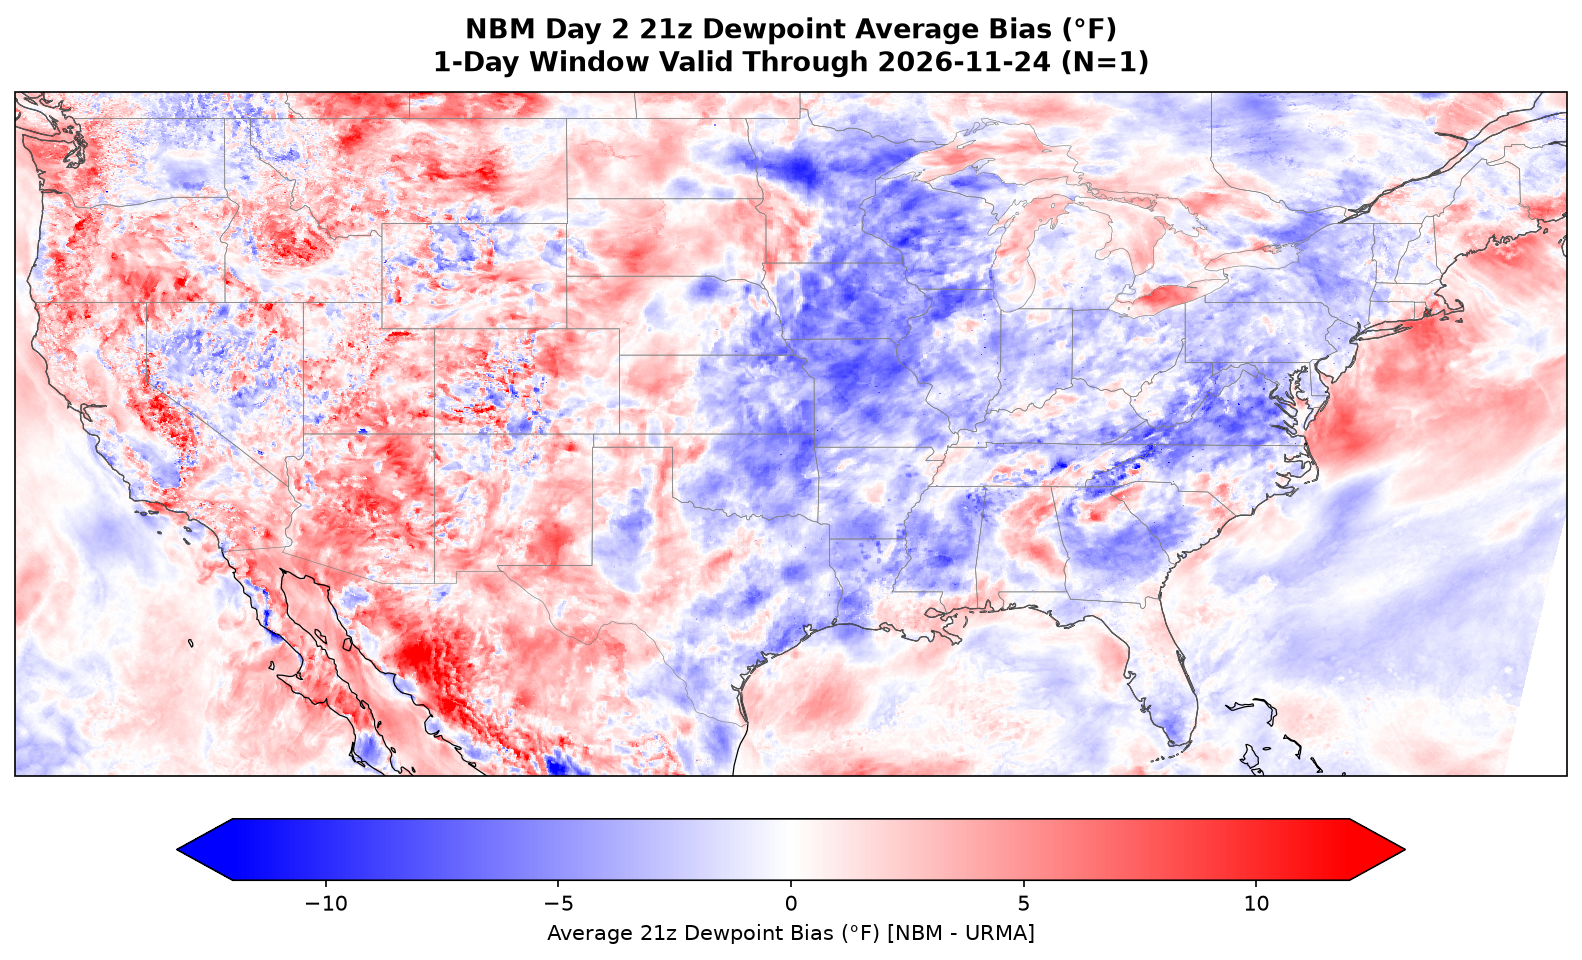 NBM Day 2 21z Dewpoint Average Bias (°F)
1-Day Window Valid Through 2026-11-24 (N=1)
−10 −5 0 5 10
Average 21z Dewpoint Bias (°F) [NBM - URMA]